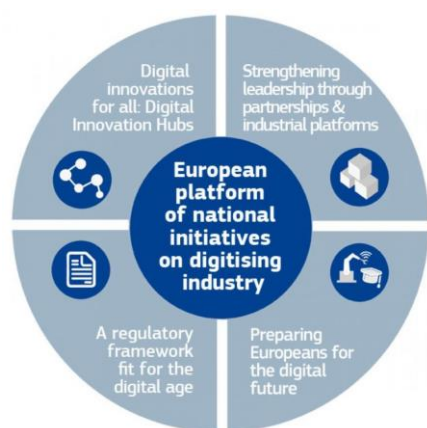 Digital
innovations
for all: Digital
Innovation Hubs
Strengthening
leadership through
partnerships &
industrial platforms
European
platform
of national
initiatives
on digitising
industry
A regulatory
framework
fit for the
digital age
Preparing
Europeans for
the digital
future